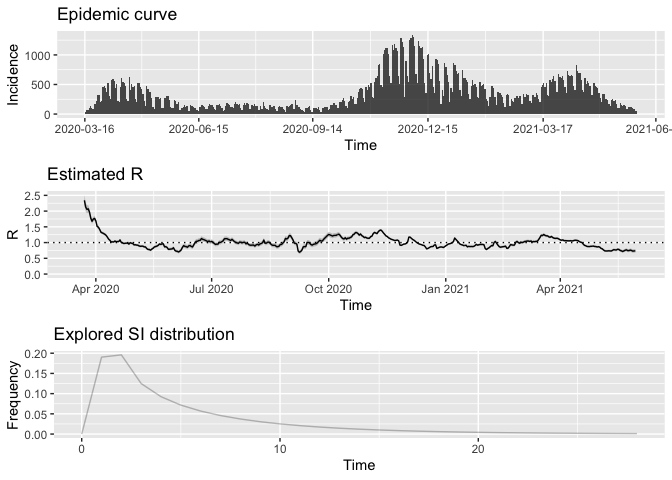 Epidemic curve
Incidence
1000
500
0
2020-03-16 2020-06-15 2020-09-14 2020-12-15 2021-03-17 2021-06-
Time
Estimated R
R
2.5
2.0
1.5
1.0
0.5
0.0
Apr 2020 Jul 2020 Oct 2020 Jan 2021 Apr 2021
Time
Explored SI distribution
Frequency
0.20
0.15
0.10
0.05
0.00
0 10 20
Time